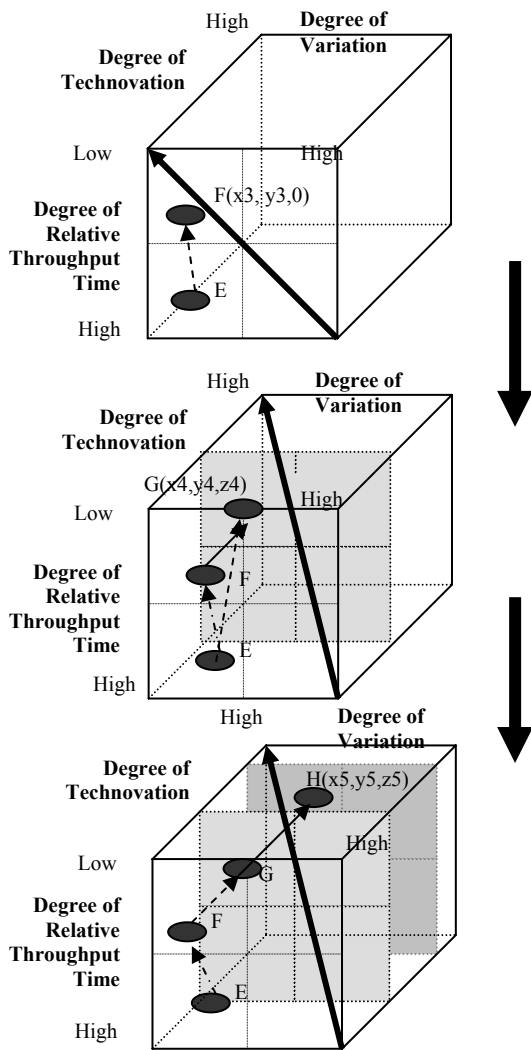 High
Degree of
Variation
Degree of
Technovation
Low
High
F(x3, y3,0)
Degree of
Relative
Throughput
Time
E
High
High
Degree of
Variation
Degree of
Technovation
G(x4,y4,z4)
High
Low
Degree of
Relative
Throughput
Time
F
E
High
High
Degree of
Variation
Degree of
Technovation
H(x5,y5,z5)
High
Low
G
Degree of
Relative
Throughput
Time
F
E
High